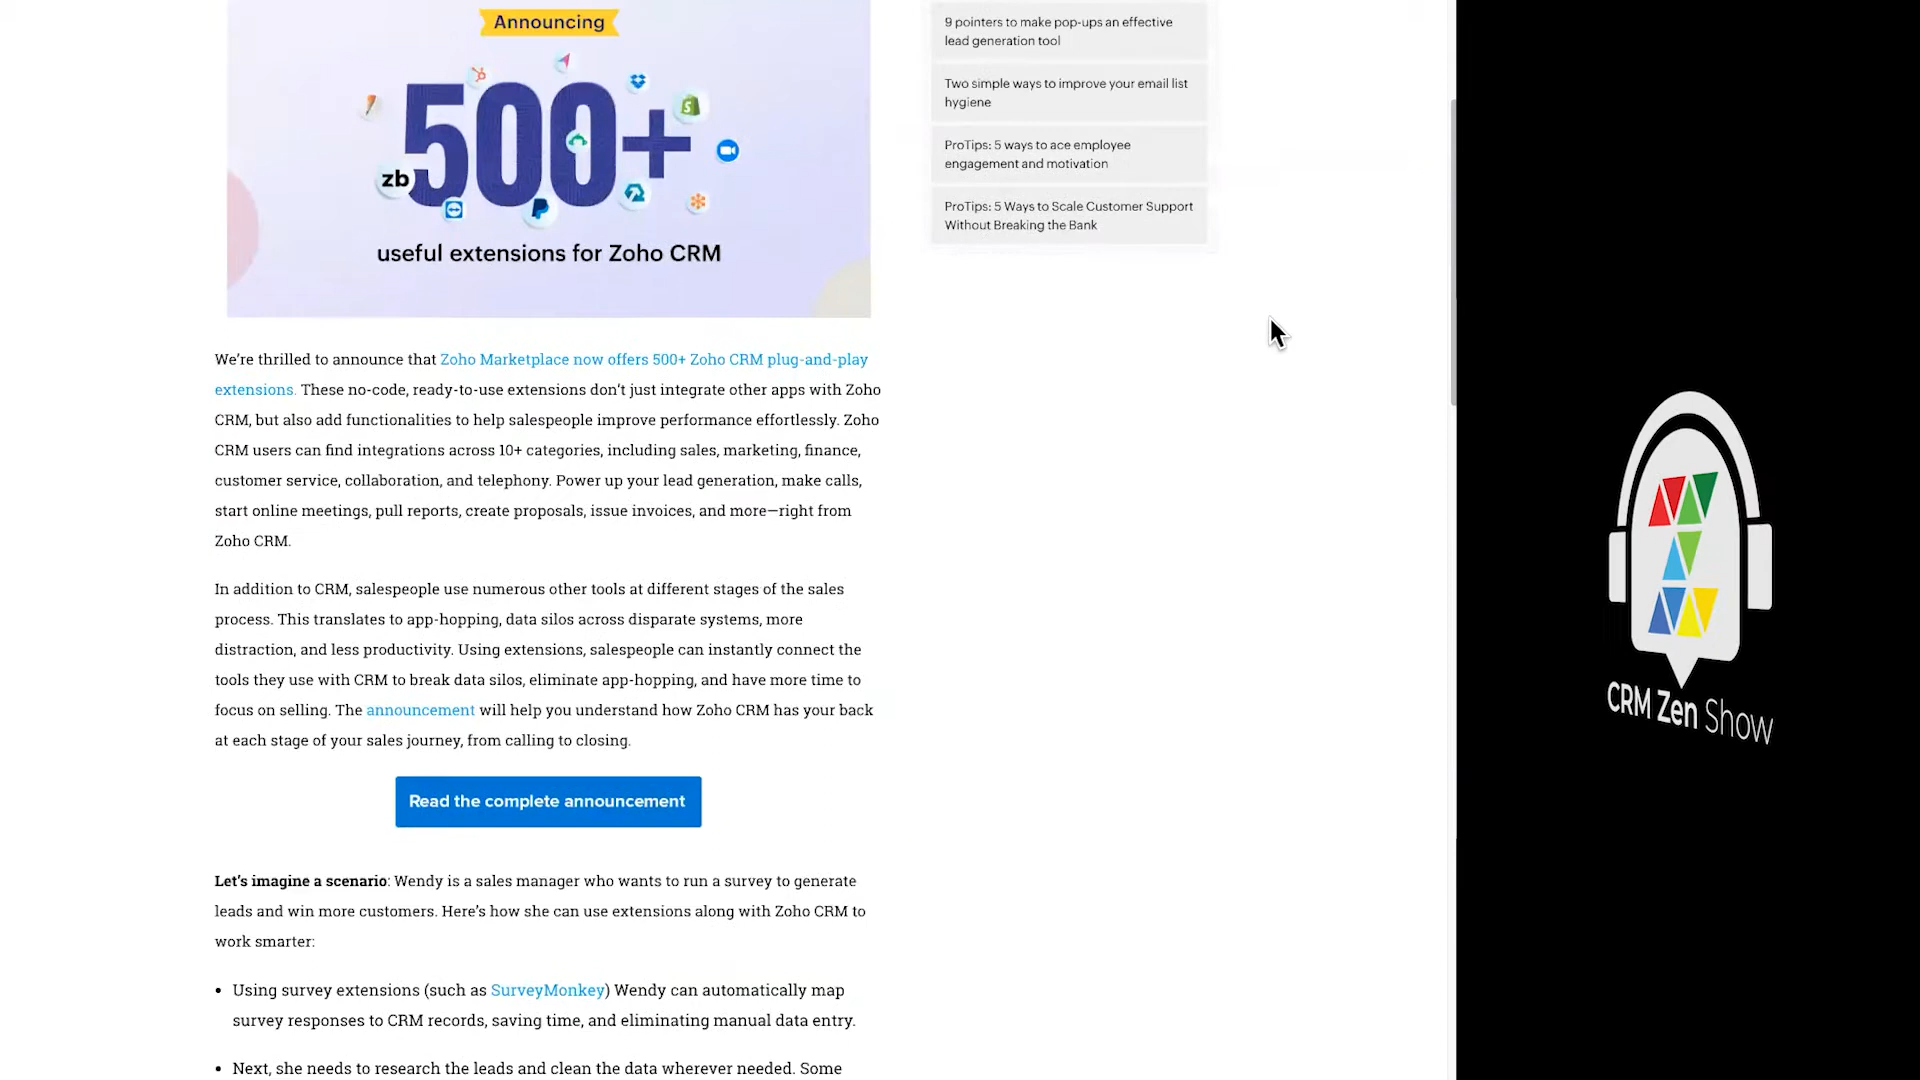 Announcing
500+
zb
useful extensions for Zoho CRM
We’re thrilled to announce that Zoho Marketplace now offers 500+ Zoho CRM plug-and-play
extensions. These no-code, ready-to-use extensions don’t just integrate other apps with Zoho
CRM, but also add functionalities to help salespeople improve performance effortlessly. Zoho
CRM users can find integrations across 10+ categories, including sales, marketing, finance,
customer service, collaboration, and telephony. Power up your lead generation, make calls,
start online meetings, pull reports, create proposals, issue invoices, and more—right from
Zoho CRM.
In addition to CRM, salespeople use numerous other tools at different stages of the sales
process. This translates to app-hopping, data silos across disparate systems, more
distraction, and less productivity. Using extensions, salespeople can instantly connect the
tools they use with CRM to break data silos, eliminate app-hopping, and have more time to
focus on selling. The announcement will help you understand how Zoho CRM has your back
at each stage of your sales journey, from calling to closing.
Read the complete announcement
Let’s imagine a scenario: Wendy is a sales manager who wants to run a survey to generate
leads and win more customers. Here’s how she can use extensions along with Zoho CRM to
work smarter:
• Using survey extensions (such as SurveyMonkey) Wendy can automatically map
survey responses to CRM records, saving time, and eliminating manual data entry.
• Next, she needs to research the leads and clean the data wherever needed. Some
9 pointers to make pop-ups an effective
lead generation tool
Two simple ways to improve your email list
hygiene
ProTips: 5 ways to ace employee
engagement and motivation
ProTips: 5 Ways to Scale Customer Support
Without Breaking the Bank
CRM Zen Show